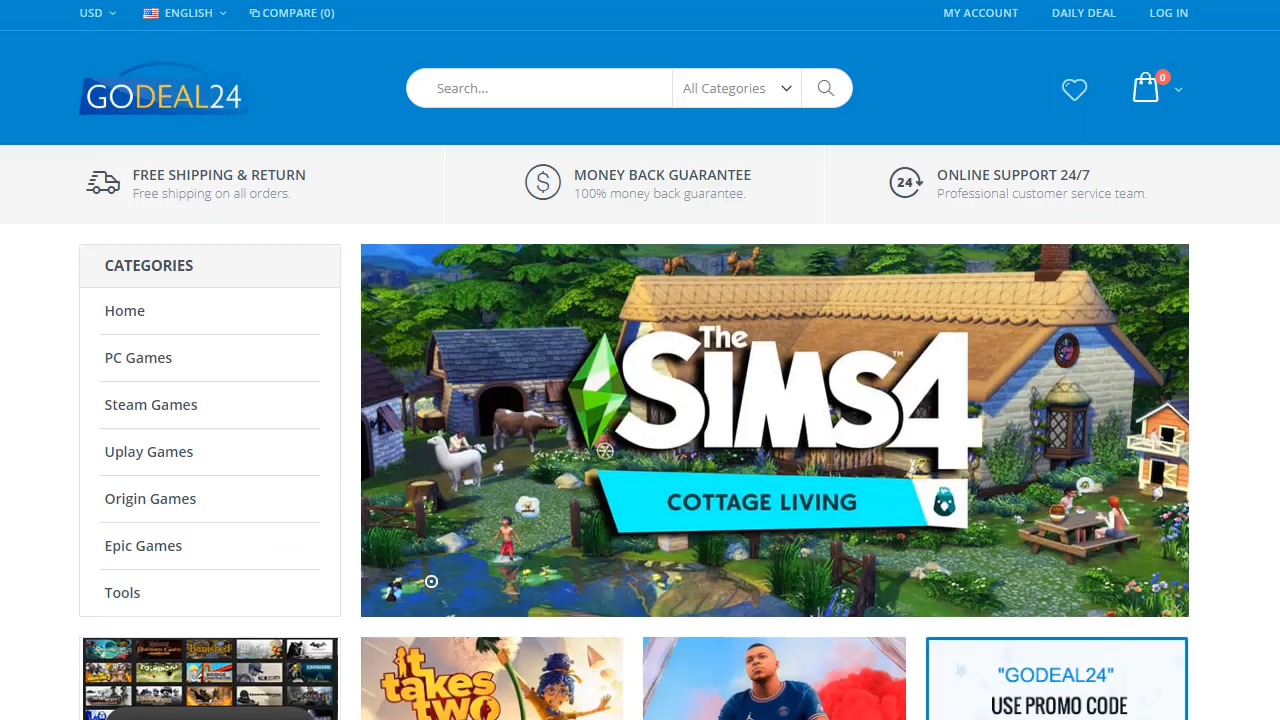 USD
ENGLISH
COMPARE (0)
MY ACCOUNT
DAILY DEAL
LOG IN
GODEAL24
Search...
All Categories
0
FREE SHIPPING & RETURN
Free shipping on all orders.
MONEY BACK GUARANTEE
100% money back guarantee.
24
ONLINE SUPPORT 24/7
Professional customer service team.
CATEGORIES
Home
PC Games
Steam Games
Uplay Games
Origin Games
Epic Games
Tools
The
SIMS4
™
COTTAGE LIVING
it
takes
two
"GODEAL24"
USE PROMO CODE